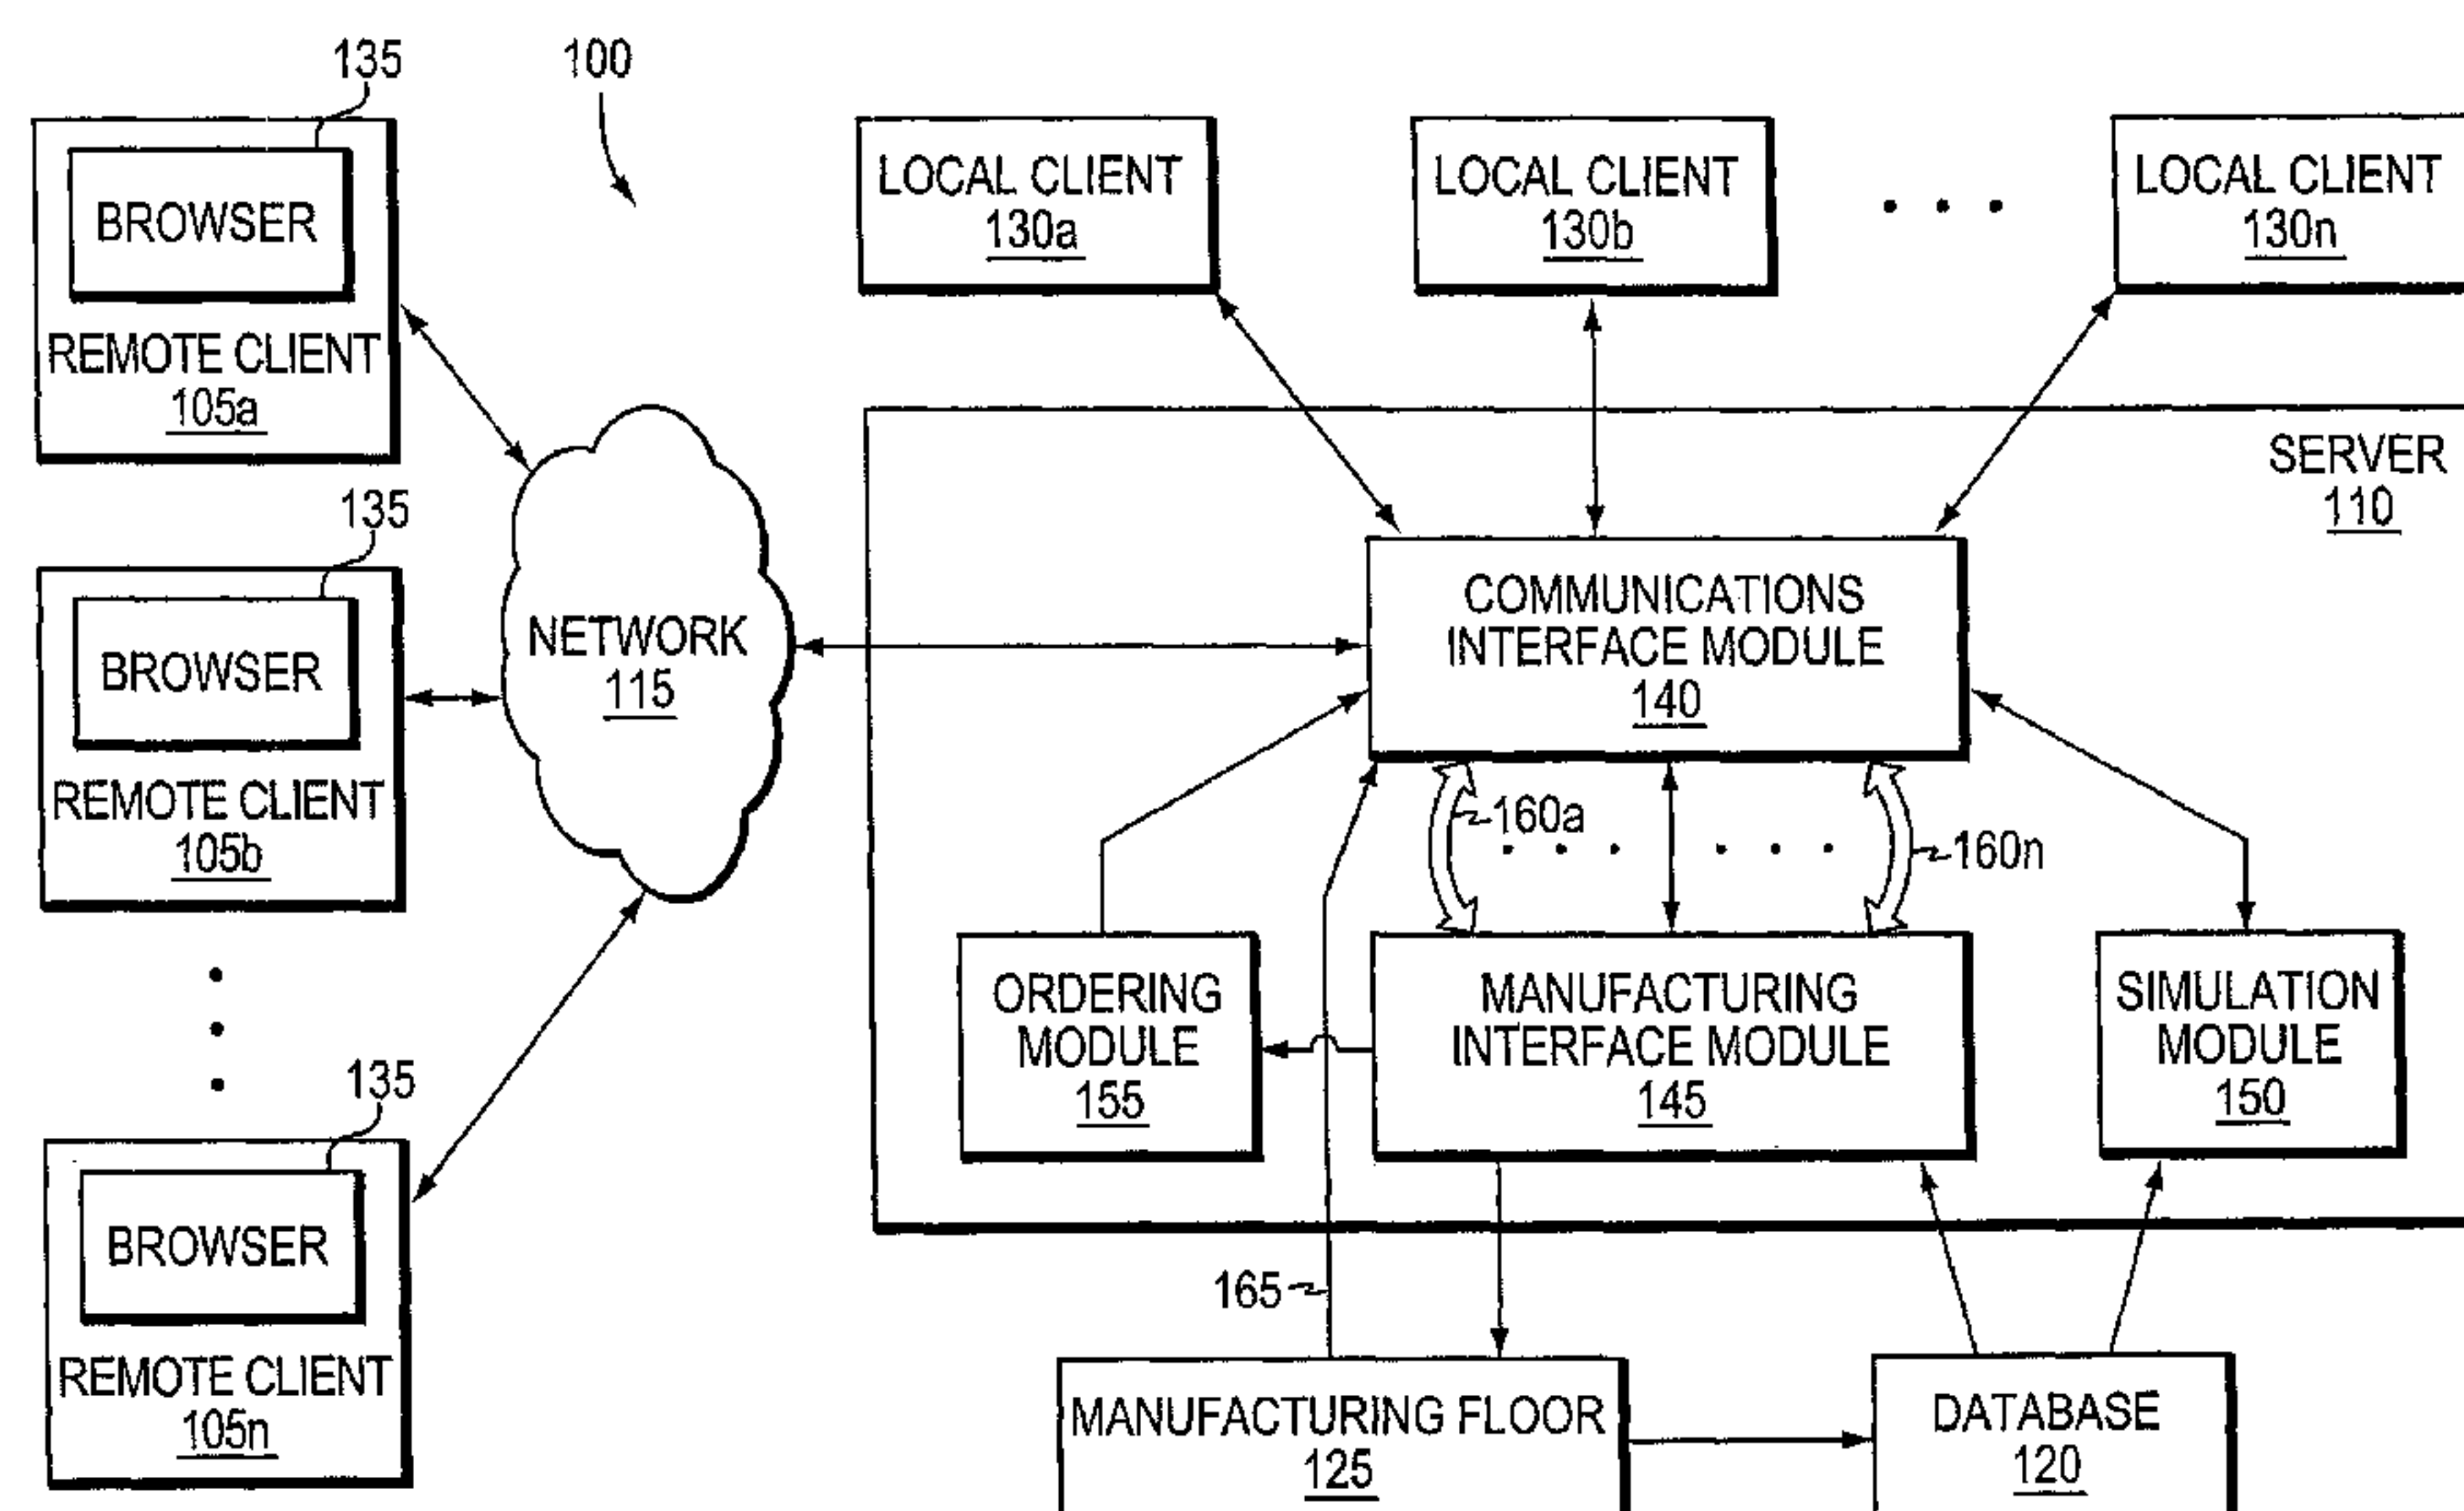 135
100
BROWSER
REMOTE CLIENT
105a
LOCAL CLIENT
130a
LOCAL CLIENT
130b
LOCAL CLIENT
130n
SERVER
110
135
BROWSER
REMOTE CLIENT
105b
NETWORK
115
COMMUNICATIONS
INTERFACE MODULE
140
160a
160n
ORDERING
MODULE
155
MANUFACTURING
INTERFACE MODULE
145
SIMULATION
MODULE
150
135
BROWSER
REMOTE CLIENT
105n
165
MANUFACTURING FLOOR
125
DATABASE
120